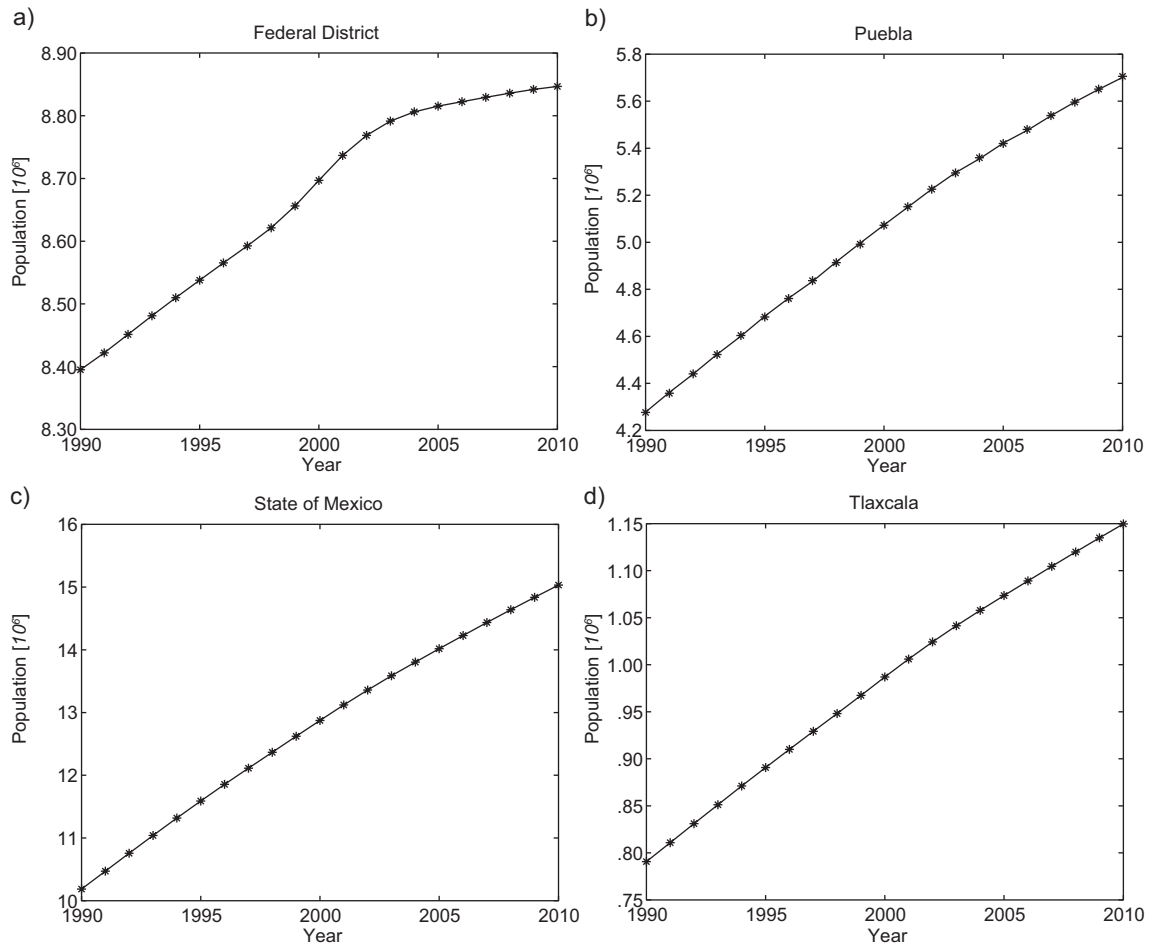 a)
Federal District
8.90
8.80
8.70
8.60
8.50
8.40
8.30
Population [10⁶]
1990 1995 2000 2005 2010
Year
b)
Puebla
5.8
5.6
5.4
5.2
5.0
4.8
4.6
4.4
4.2
Population [10⁶]
1990 1995 2000 2005 2010
Year
c)
State of Mexico
16
15
14
13
12
11
10
Population [10⁶]
1990 1995 2000 2005 2010
Year
d)
Tlaxcala
1.15
1.10
1.05
1.00
.95
.90
.85
.80
.75
Population [10⁶]
1990 1995 2000 2005 2010
Year